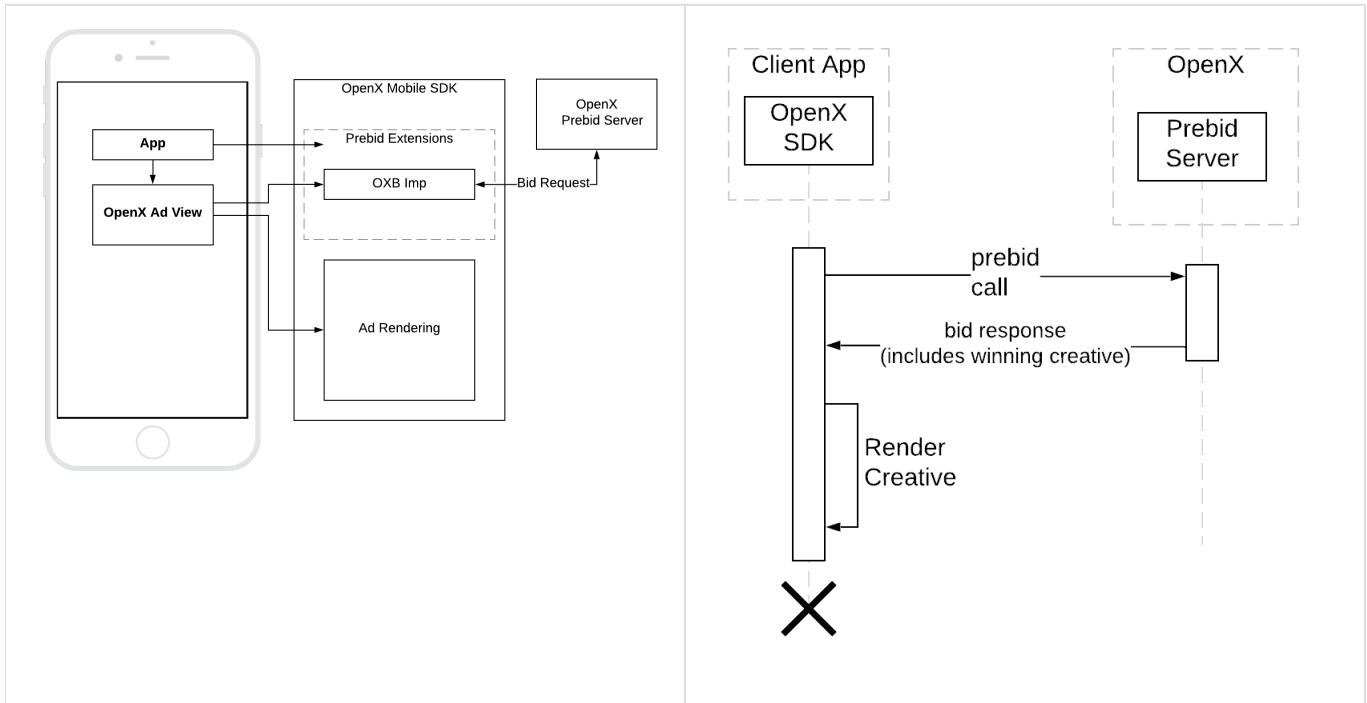 OpenX Mobile SDK
OpenX
Prebid Server
Prebid Extensions
App
OXB Imp
Bid Request
OpenX Ad View
Ad Rendering
Client App
OpenX
SDK
OpenX
Prebid
Server
prebid
call
bid response
(includes winning creative)
Render
Creative